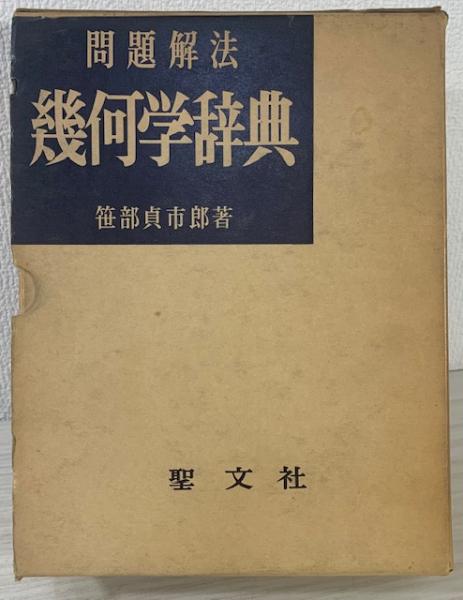 問題解法
幾何学辞典
笹部貞市郎著
聖文社